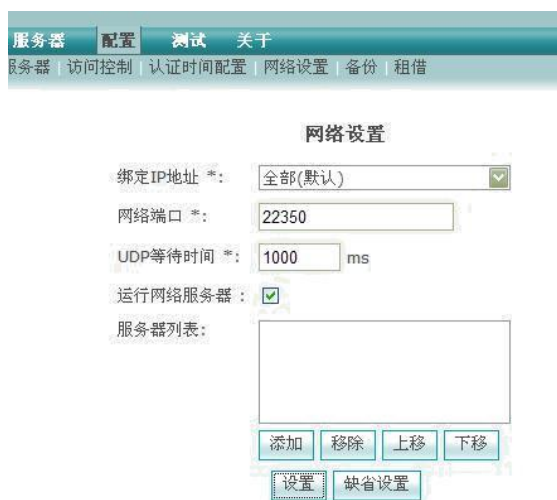 服务器 配置 测试 关于
服务器 | 访问控制 | 认证时间配置 | 网络设置 | 备份 | 租借
网络设置
绑定IP地址 *: 全部(默认)
网络端口 *: 22350
UDP等待时间 *: 1000 ms
运行网络服务器 :
服务器列表:
添加 移除 上移 下移
设置 缺省设置